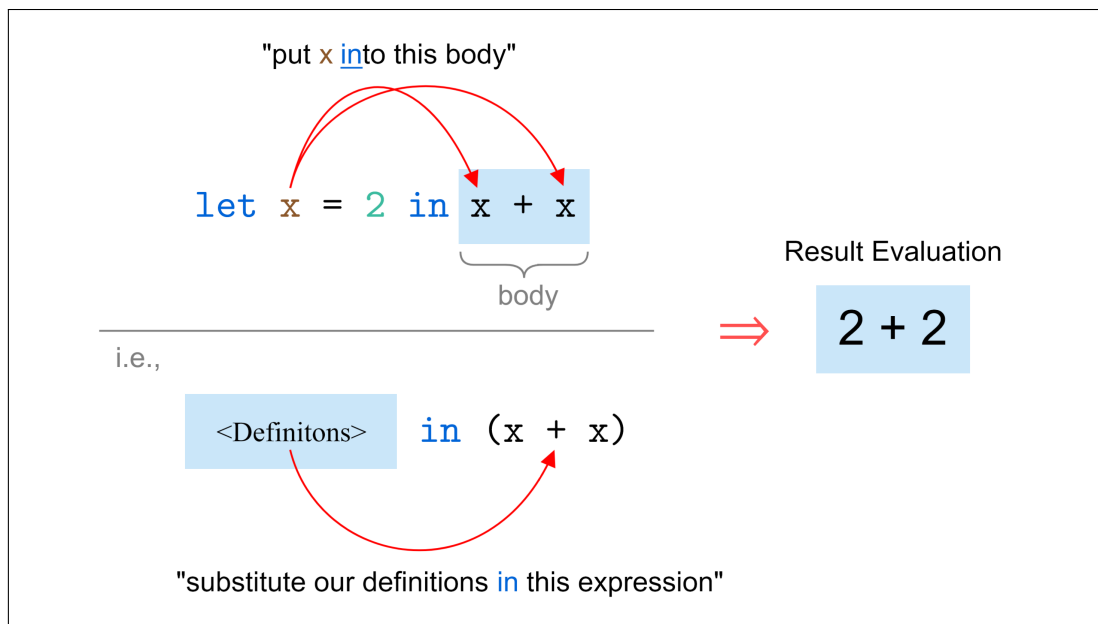 "put x into this body"
let x = 2 in x + x
body
Result Evaluation
2 + 2
i.e.,
<Definitons> in (x + x)
"substitute our definitions in this expression"